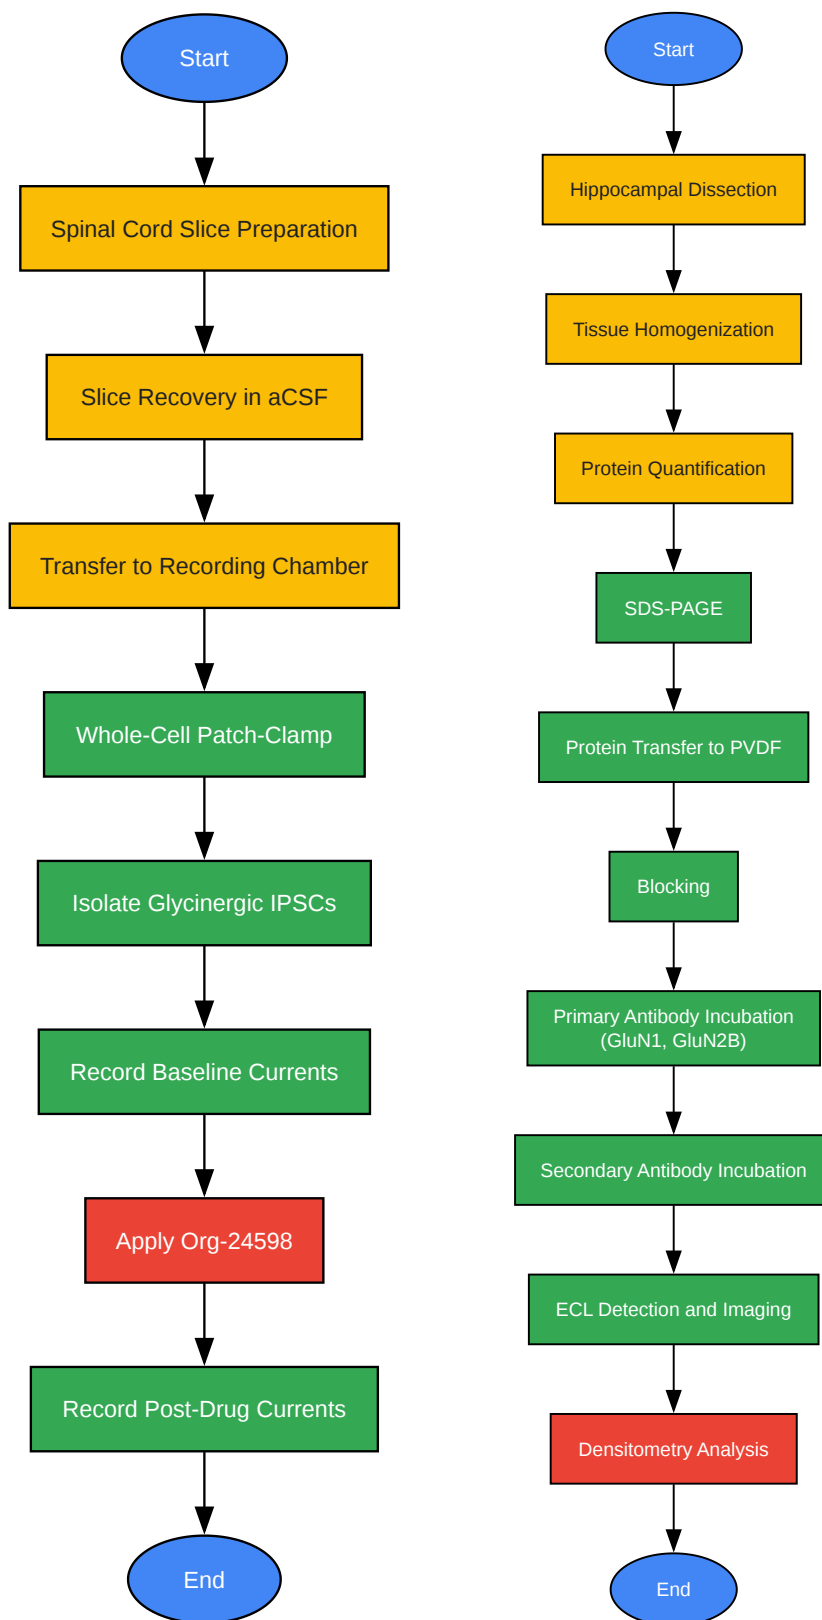 Start
Spinal Cord Slice Preparation
Slice Recovery in aCSF
Transfer to Recording Chamber
Whole-Cell Patch-Clamp
Isolate Glycinergic IPSCs
Record Baseline Currents
Apply Org-24598
Record Post-Drug Currents
End
Start
Hippocampal Dissection
Tissue Homogenization
Protein Quantification
SDS-PAGE
Protein Transfer to PVDF
Blocking
Primary Antibody Incubation
(GluN1, GluN2B)
Secondary Antibody Incubation
ECL Detection and Imaging
Densitometry Analysis
End